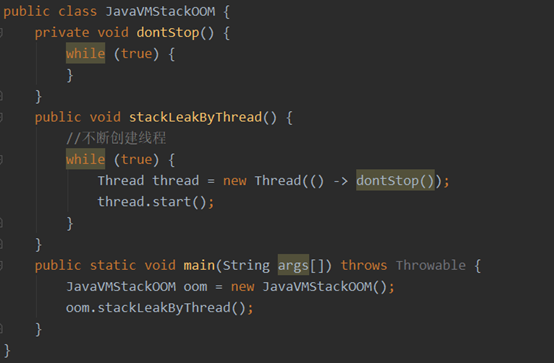 public class JavaVMStackOOM {
    private void dontStop() {
        while (true) {
        }
    }
    public void stackLeakByThread() {
        //不断创建线程
        while (true) {
            Thread thread = new Thread(() -> dontStop());
            thread.start();
        }
    }
    public static void main(String args[]) throws Throwable {
        JavaVMStackOOM oom = new JavaVMStackOOM();
        oom.stackLeakByThread();
    }
}